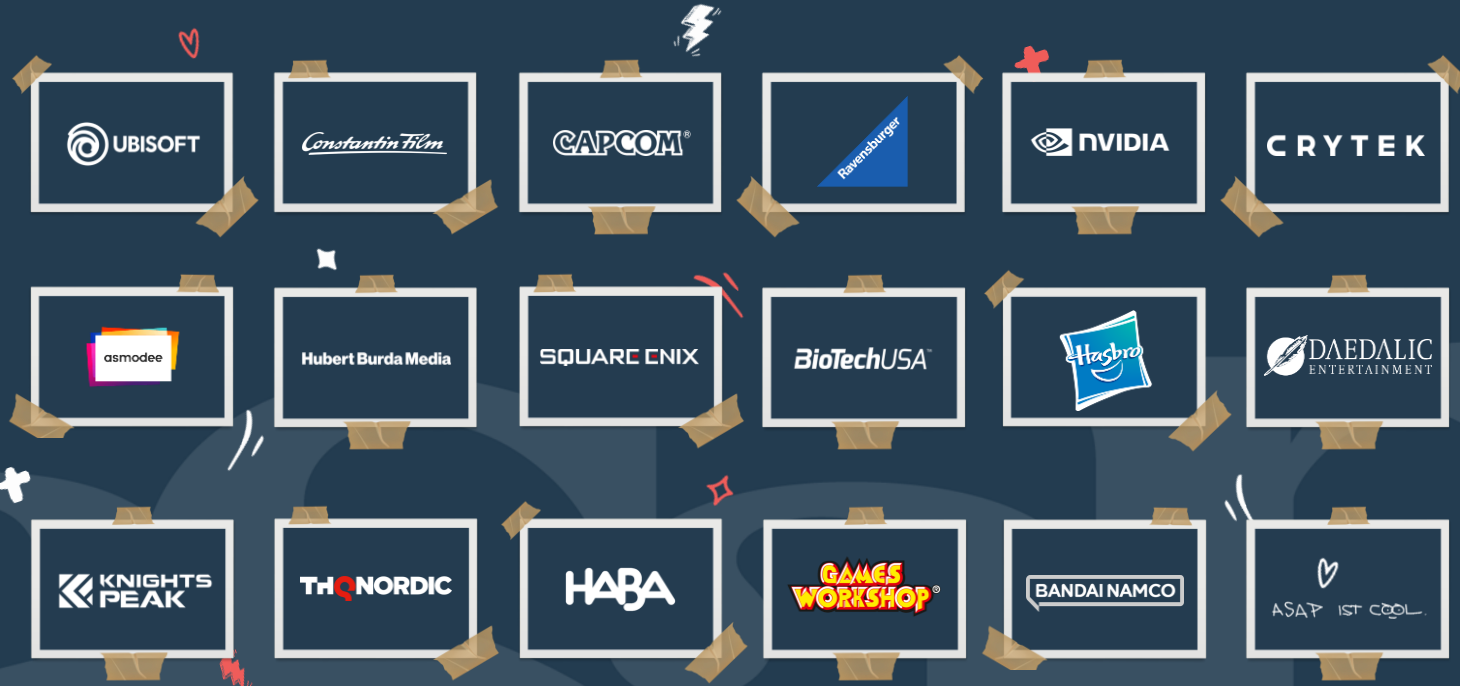 UBISOFT
Constantin Film
CAPCOM®
Ravensburger
NVIDIA
CRYTEK
asmodee
Hubert Burda Media
SQUARE ENIX
BioTechUSA™
Hasbro
DAEDALIC
ENTERTAINMENT
KNIGHTS
PEAK
THQNORDIC
HABA
GAMES
WORKSHOP®
BANDAI NAMCO
ASAP IST COOL.